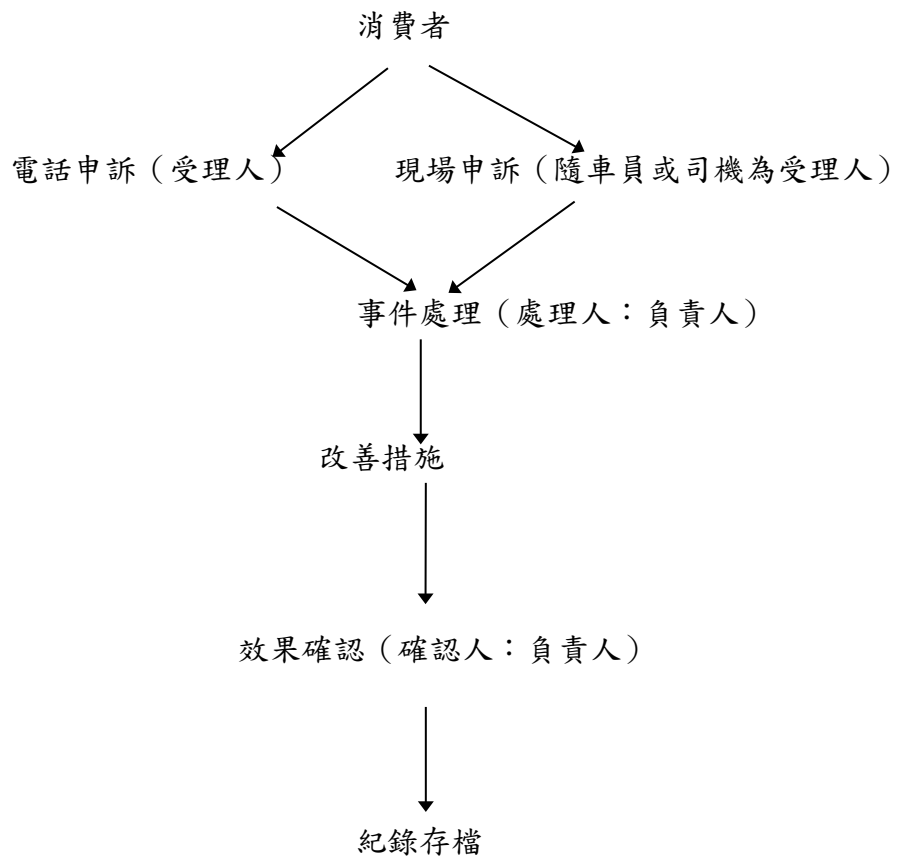 消費者
電話申訴（受理人）
現場申訴（隨車員或司機為受理人）
事件處理（處理人：負責人）
改善措施
效果確認（確認人：負責人）
紀錄存檔